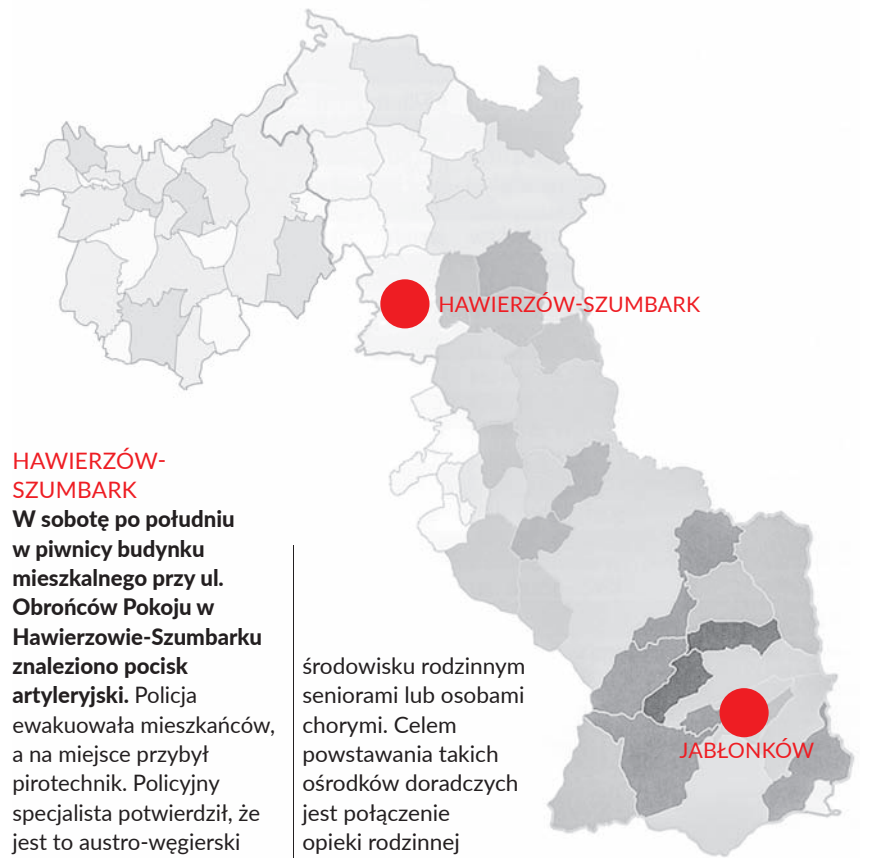 HAWIERZÓW-SZUMBARK
JABŁONKÓW
HAWIERZÓW-
SZUMBARK
W sobotę po południu
w piwnicy budynku
mieszkalnego przy ul.
Obrońców Pokoju w
Hawierzowie-Szumbarku
znaleziono pocisk
artyleryjski. Policja
ewakuowała mieszkańców,
a na miejsce przybył
pirotechnik. Policyjny
specjalista potwierdził, że
jest to austro-węgierski
środowisku rodzinnym
seniorami lub osobami
chorymi. Celem
powstawania takich
ośrodków doradczych
jest połączenie
opieki rodzinnej